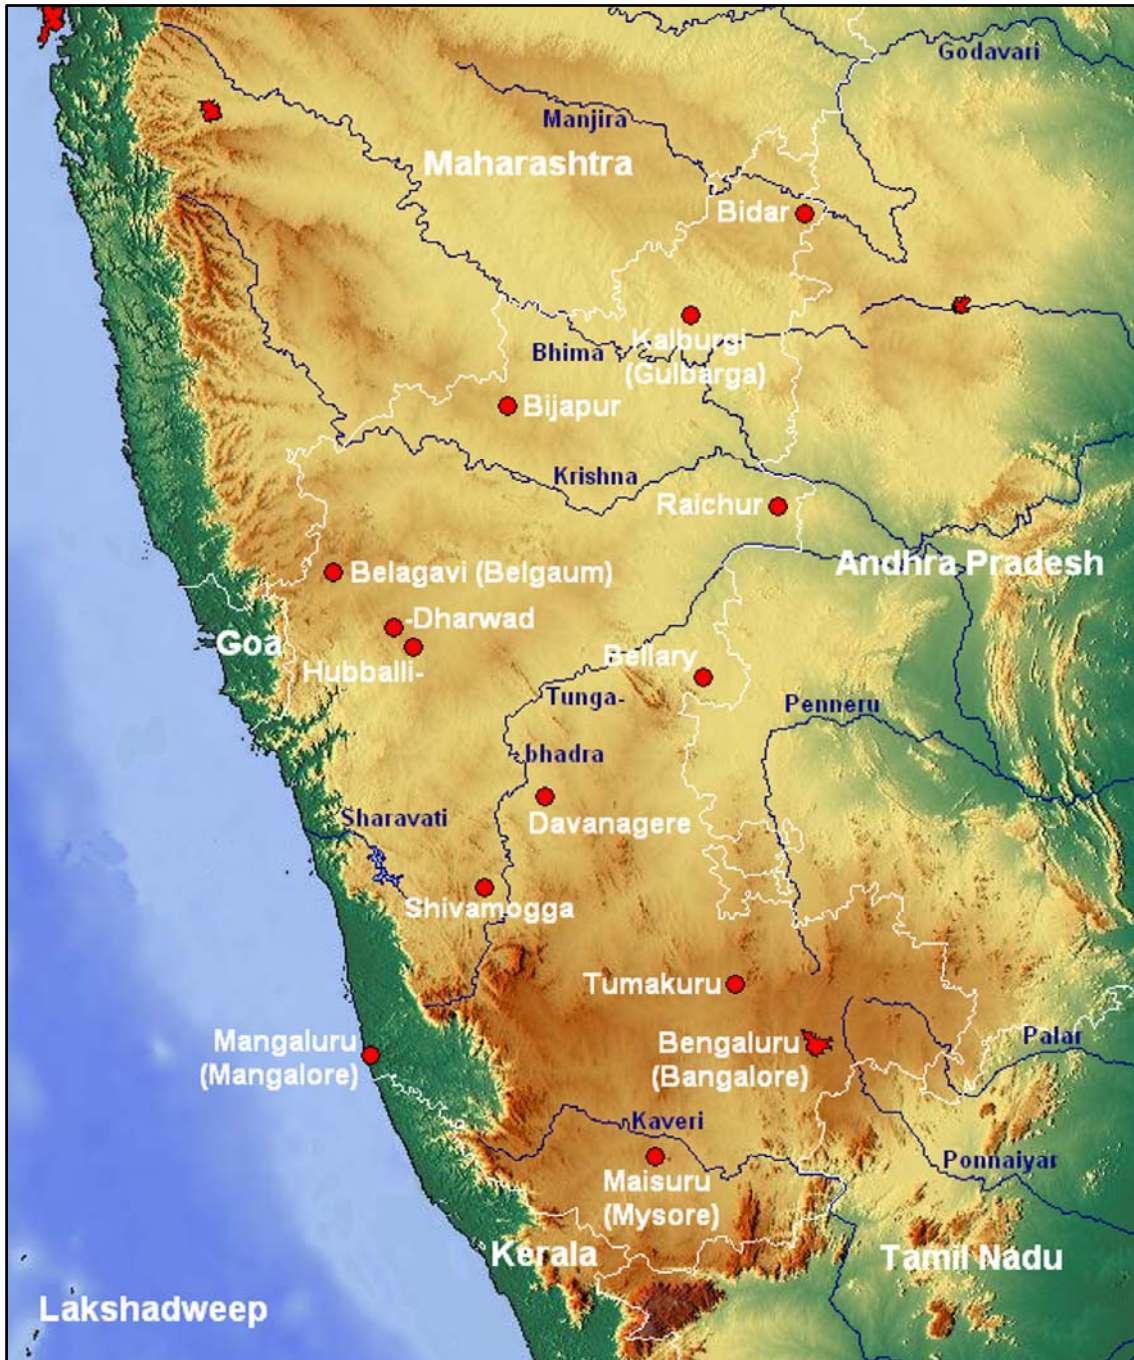 Godavari
Manjira
Maharashtra
Bidar
Kalburgi
(Gulbarga)
Bhima
Bijapur
Krishna
Raichur
Andhra Pradesh
Belagavi (Belgaum)
-Dharwad
Goa
Hubballi-
Bellary
Tunga-
Penneru
bhadra
Sharavati
Davanagere
Shivamogga
Tumakuru
Mangaluru
(Mangalore)
Bengaluru
(Bangalore)
Palar
Kaveri
Ponnaiyar
Maisuru
(Mysore)
Kerala
Tamil Nadu
Lakshadweep